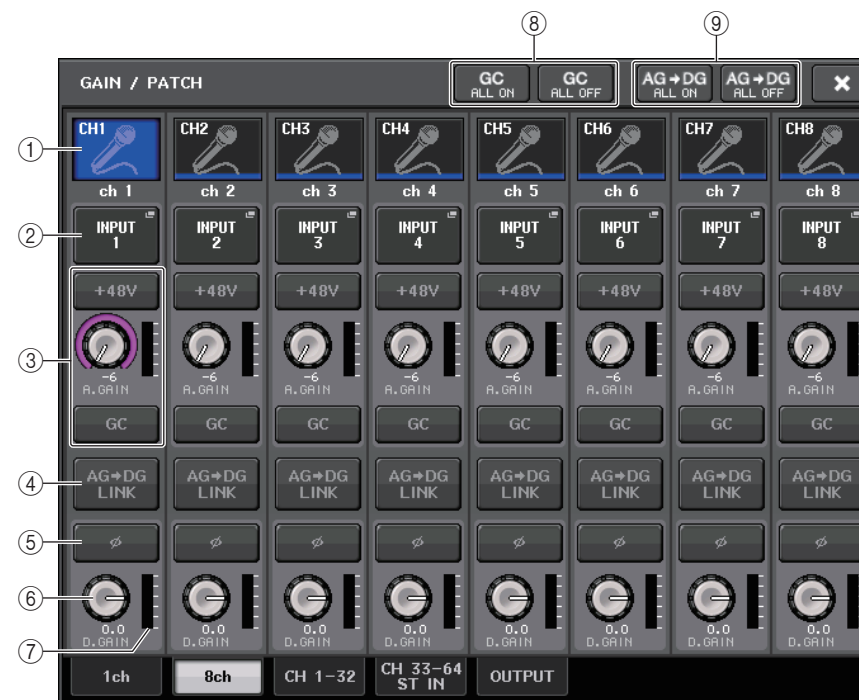 ⑧ ⑨
GAIN / PATCH GC ALL ON GC ALL OFF AG➔DG ALL ON AG➔DG ALL OFF ×
① CH1 CH2 CH3 CH4 CH5 CH6 CH7 CH8
ch 1 ch 2 ch 3 ch 4 ch 5 ch 6 ch 7 ch 8
② INPUT INPUT INPUT INPUT INPUT INPUT INPUT INPUT
1 2 3 4 5 6 7 8
+48V +48V +48V +48V +48V +48V +48V +48V
③
-6 -6 -6 -6 -6 -6 -6 -6
A.GAIN A.GAIN A.GAIN A.GAIN A.GAIN A.GAIN A.GAIN A.GAIN
GC GC GC GC GC GC GC GC
④ AG➔DG AG➔DG AG➔DG AG➔DG AG➔DG AG➔DG AG➔DG AG➔DG
LINK LINK LINK LINK LINK LINK LINK LINK
⑤ ø ø ø ø ø ø ø ø
⑥
0.0 0.0 0.0 0.0 0.0 0.0 0.0 0.0
⑦ D.GAIN D.GAIN D.GAIN D.GAIN D.GAIN D.GAIN D.GAIN D.GAIN
1ch 8ch CH 1-32 CH 33-64 ST IN OUTPUT